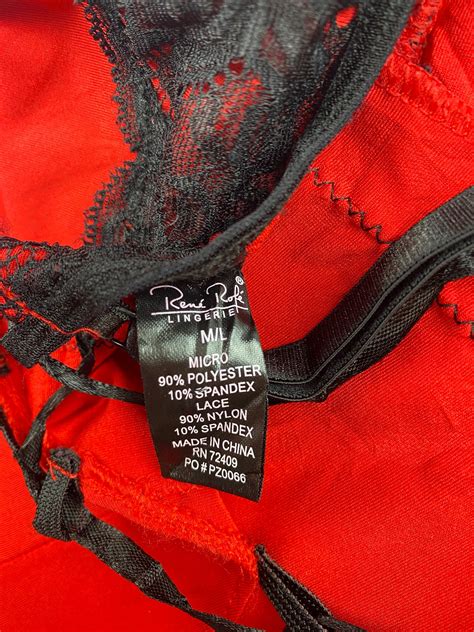 René Rofé®
LINGERIE
M/L
MICRO
90% POLYESTER
10% SPANDEX
LACE
90% NYLON
10% SPANDEX
MADE IN CHINA
RN 72409
PO # PZ0066